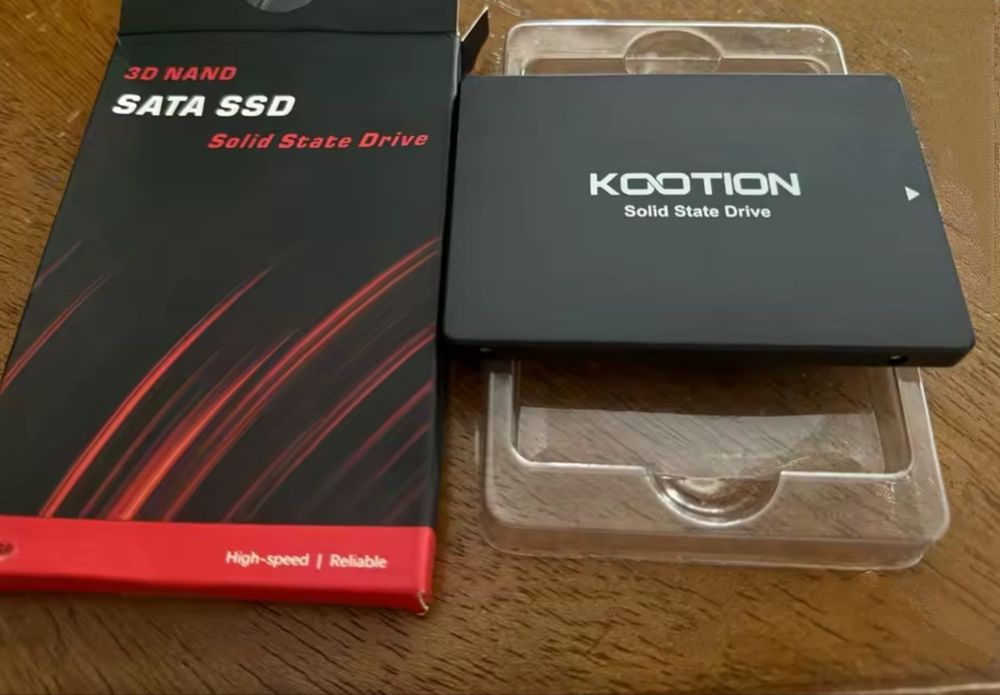 3D NAND
SATA SSD
Solid State Drive
High-speed | Reliable
KOOTION
Solid State Drive